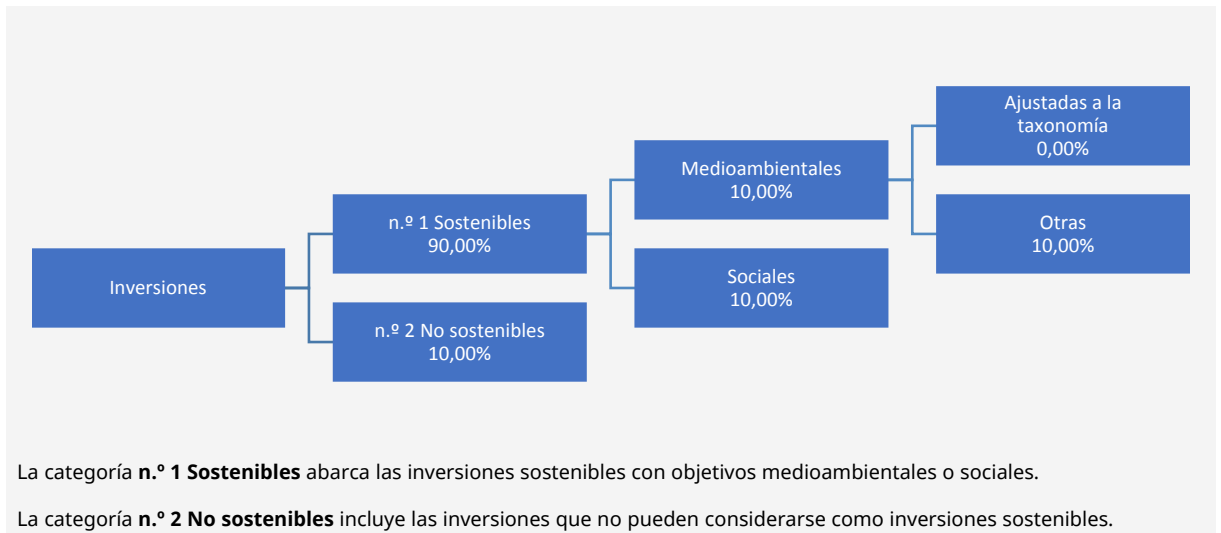 Inversiones
n.º 1 Sostenibles
90,00%
n.º 2 No sostenibles
10,00%
Medioambientales
10,00%
Sociales
10,00%
Ajustadas a la
taxonomía
0,00%
Otras
10,00%
La categoría n.º 1 Sostenibles abarca las inversiones sostenibles con objetivos medioambientales o sociales.
La categoría n.º 2 No sostenibles incluye las inversiones que no pueden considerarse como inversiones sostenibles.